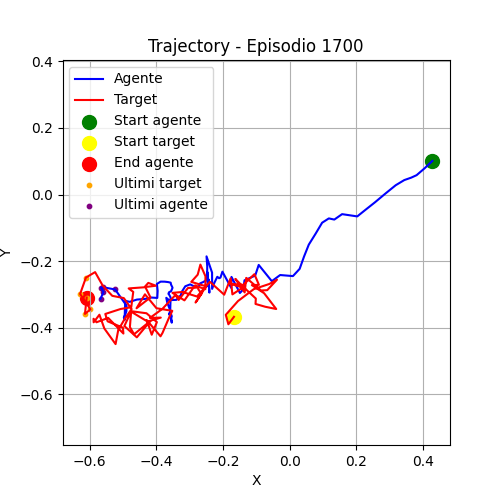 Trajectory - Episodio 1700
Agente
Target
Start agente
Start target
End agente
Ultimi target
Ultimi agente
0.4
0.2
0.0
−0.2
−0.4
−0.6
Y
−0.6 −0.4 −0.2 0.0 0.2 0.4
X